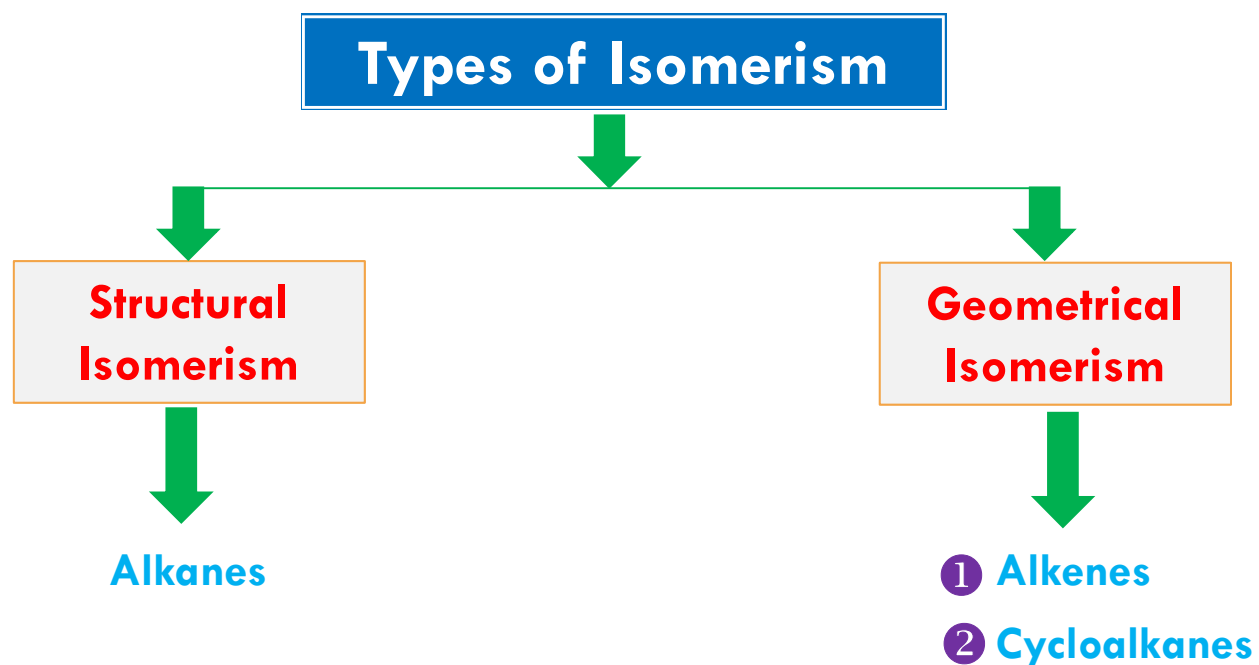 Types of Isomerism
Structural
Isomerism
Geometrical
Isomerism
Alkanes
1 Alkenes
2 Cycloalkanes